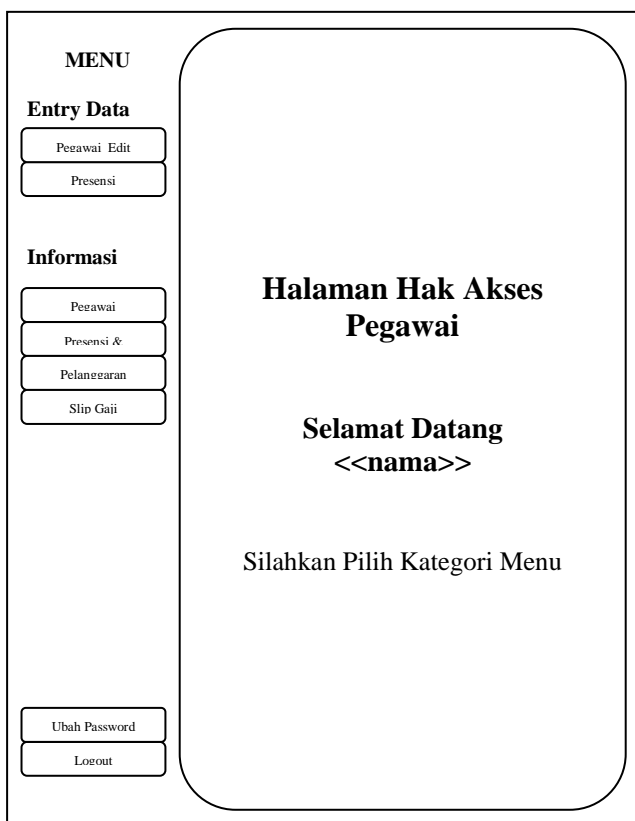 MENU
Entry Data
Pegawai Edit
Presensi
Informasi
Pegawai
Presensi &
Pelanggaran
Slip Gaji
Ubah Password
Logout
Halaman Hak Akses
Pegawai
Selamat Datang
<<nama>>
Silahkan Pilih Kategori Menu